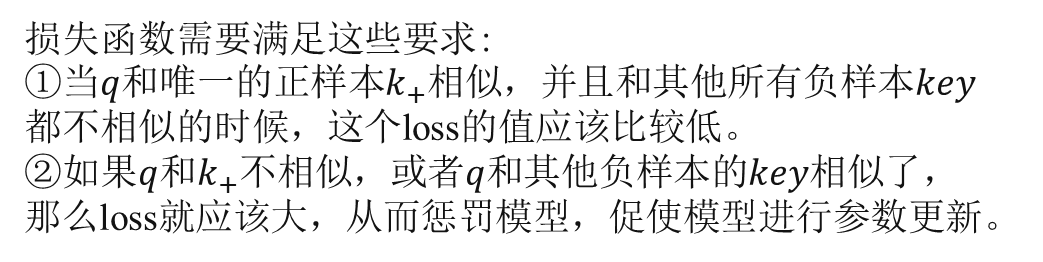 损失函数需要满足这些要求:
①当q和唯一的正样本k₊相似，并且和其他所有负样本key
都不相似的时候，这个loss的值应该比较低。
②如果q和k₊不相似，或者q和其他负样本的key相似了，
那么loss就应该大，从而惩罚模型，促使模型进行参数更新。